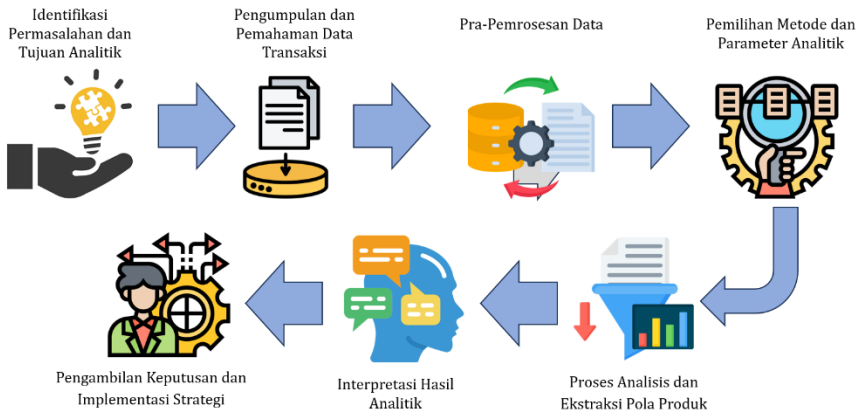 Identifikasi
Permasalahan dan
Tujuan Analitik
Pengumpulan dan
Pemahaman Data
Transaksi
Pra-Pemrosesan Data
Pemilihan Metode dan
Parameter Analitik
Proses Analisis dan
Ekstraksi Pola Produk
Interpretasi Hasil
Analitik
Pengambilan Keputusan dan
Implementasi Strategi